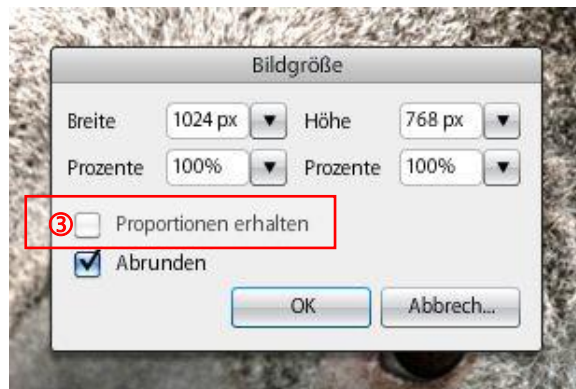 Bildgröße
Breite 1024 px Höhe 768 px
Prozente 100% Prozente 100%
③ Proportionen erhalten
Abrunden
OK Abbrech...